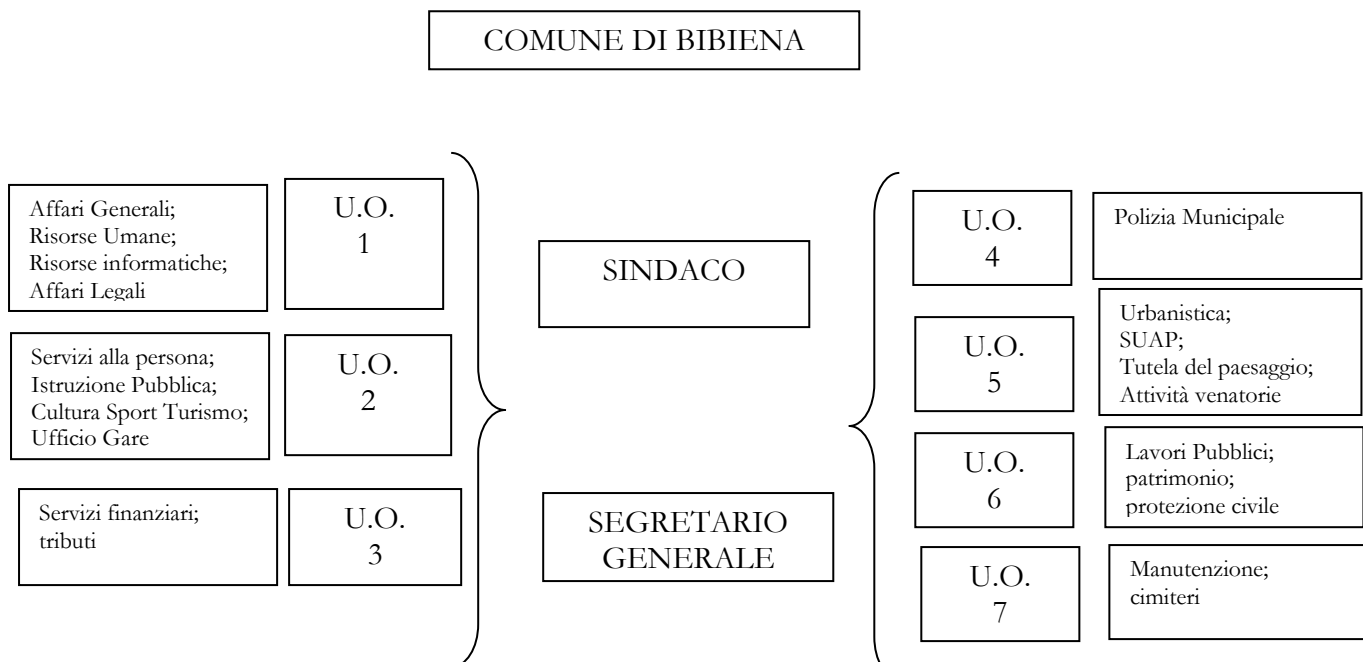 COMUNE DI BIBIENA
Affari Generali;
Risorse Umane;
Risorse informatiche;
Affari Legali
U.O.
1
Servizi alla persona;
Istruzione Pubblica;
Cultura Sport Turismo;
Ufficio Gare
U.O.
2
Servizi finanziari;
tributi
U.O.
3
SINDACO
SEGRETARIO
GENERALE
U.O.
4
Polizia Municipale
U.O.
5
Urbanistica;
SUAP;
Tutela del paesaggio;
Attività venatorie
U.O.
6
Lavori Pubblici;
patrimonio;
protezione civile
U.O.
7
Manutenzione;
cimiteri